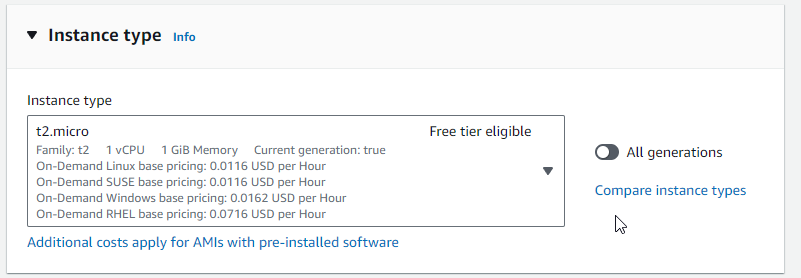 Instance type Info
Instance type
t2.micro Free tier eligible
Family: t2 1 vCPU 1 GiB Memory Current generation: true
On-Demand Linux base pricing: 0.0116 USD per Hour
On-Demand SUSE base pricing: 0.0116 USD per Hour
On-Demand Windows base pricing: 0.0162 USD per Hour
On-Demand RHEL base pricing: 0.0716 USD per Hour
All generations
Compare instance types
Additional costs apply for AMIs with pre-installed software